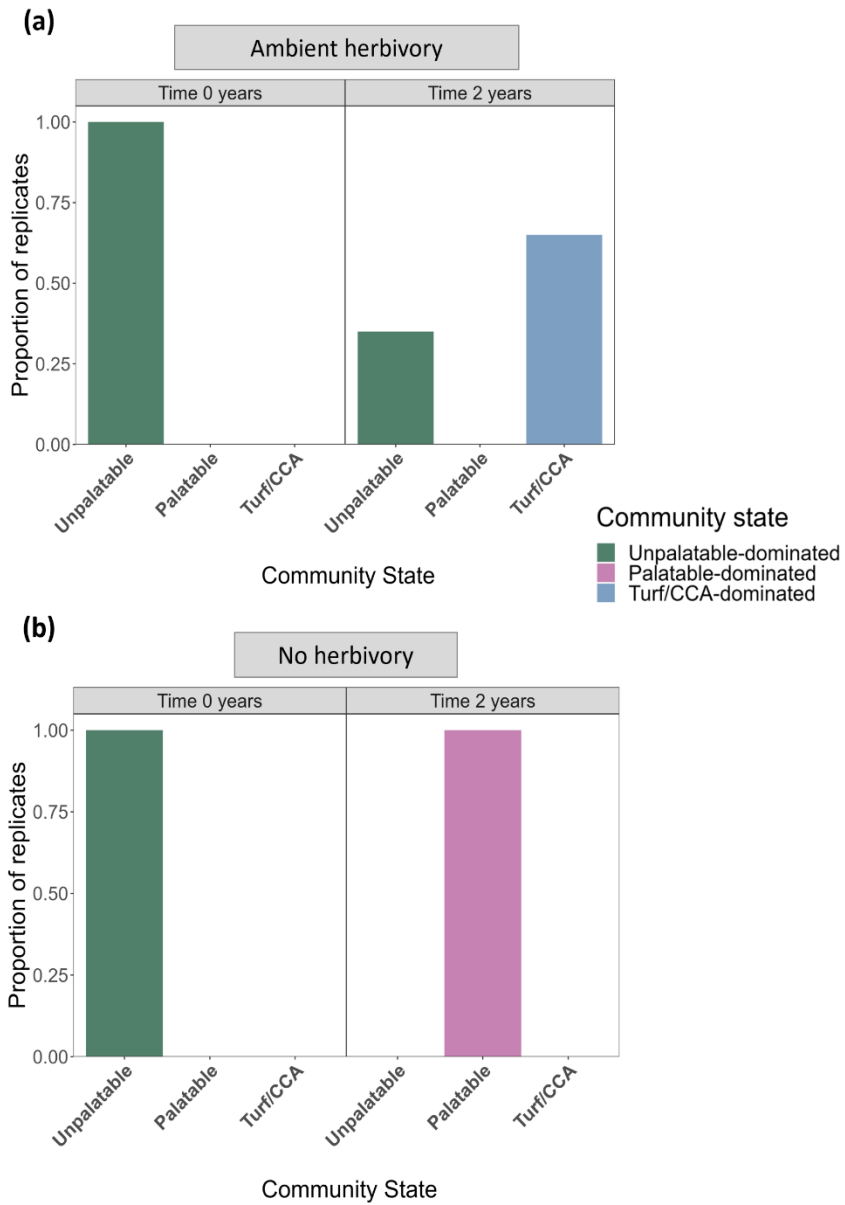 (a)
Ambient herbivory
Time 0 years
Time 2 years
Proportion of replicates
1.00
0.75
0.50
0.25
0.00
Unpalatable
Palatable
Turf/CCA
Unpalatable
Palatable
Turf/CCA
Community State
Community state
Unpalatable-dominated
Palatable-dominated
Turf/CCA-dominated
(b)
No herbivory
Time 0 years
Time 2 years
Proportion of replicates
1.00
0.75
0.50
0.25
0.00
Unpalatable
Palatable
Turf/CCA
Unpalatable
Palatable
Turf/CCA
Community State